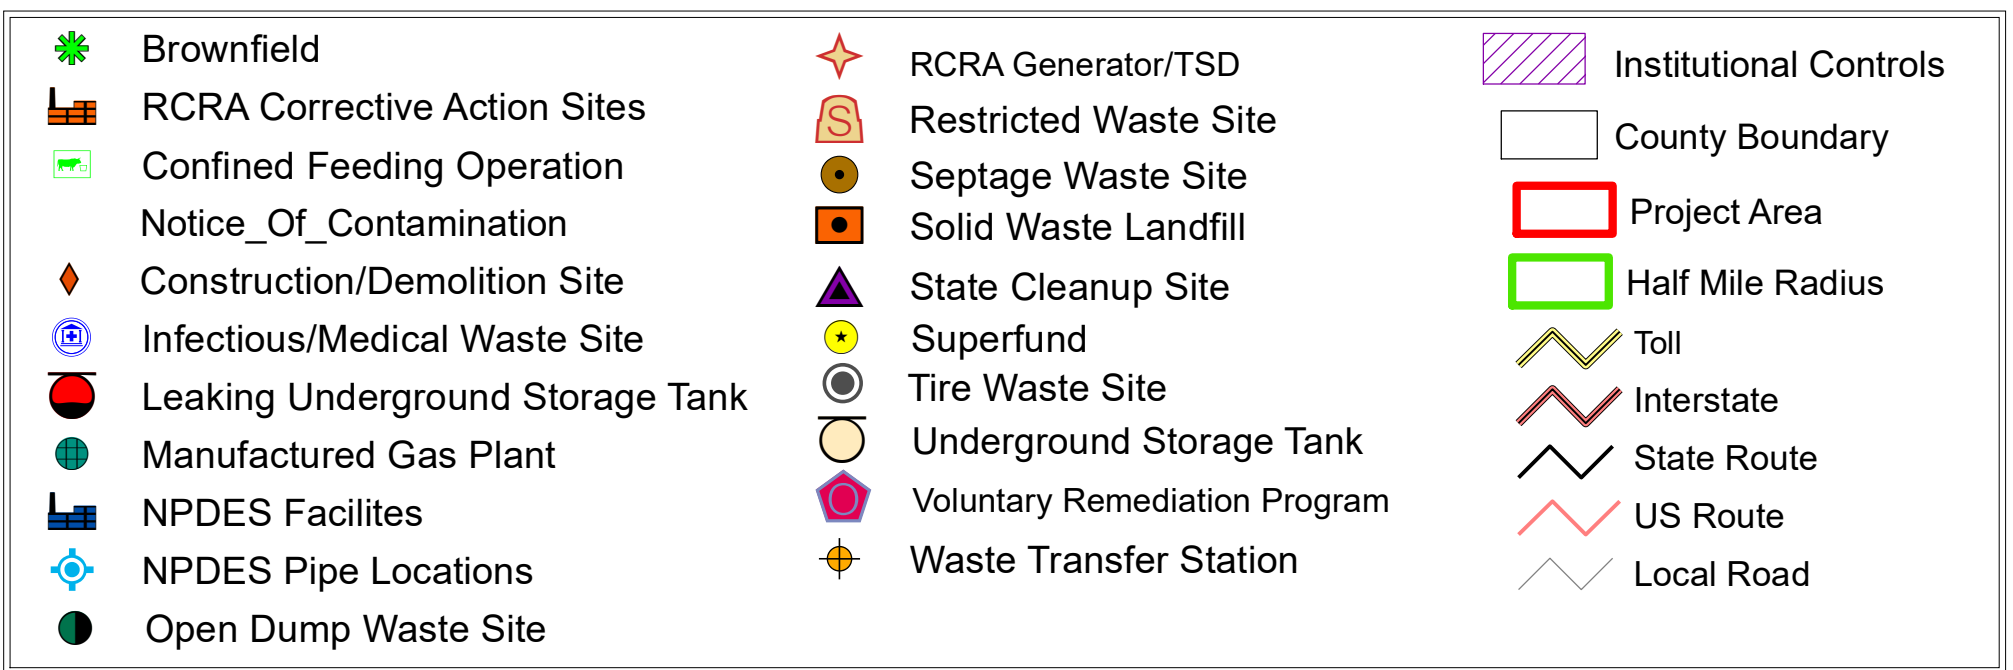 Brownfield
RCRA Corrective Action Sites
Confined Feeding Operation
Notice_Of_Contamination
Construction/Demolition Site
Infectious/Medical Waste Site
Leaking Underground Storage Tank
Manufactured Gas Plant
NPDES Facilites
NPDES Pipe Locations
Open Dump Waste Site
RCRA Generator/TSD
S
Restricted Waste Site
Septage Waste Site
Solid Waste Landfill
State Cleanup Site
Superfund
Tire Waste Site
Underground Storage Tank
Voluntary Remediation Program
Waste Transfer Station
Institutional Controls
County Boundary
Project Area
Half Mile Radius
Toll
Interstate
State Route
US Route
Local Road